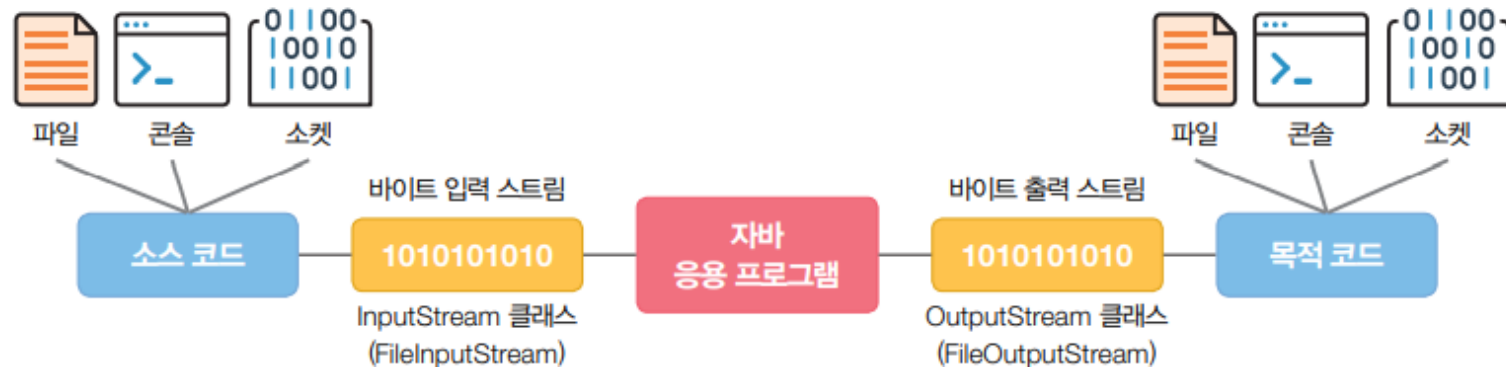 01100
10010
11001
파일
콘솔
소켓
바이트 입력 스트림
소스 코드
1010101010
InputStream 클래스
(FileInputStream)
자바
응용 프로그램
바이트 출력 스트림
1010101010
OutputStream 클래스
(FileOutputStream)
01100
10010
11001
파일
콘솔
소켓
목적 코드